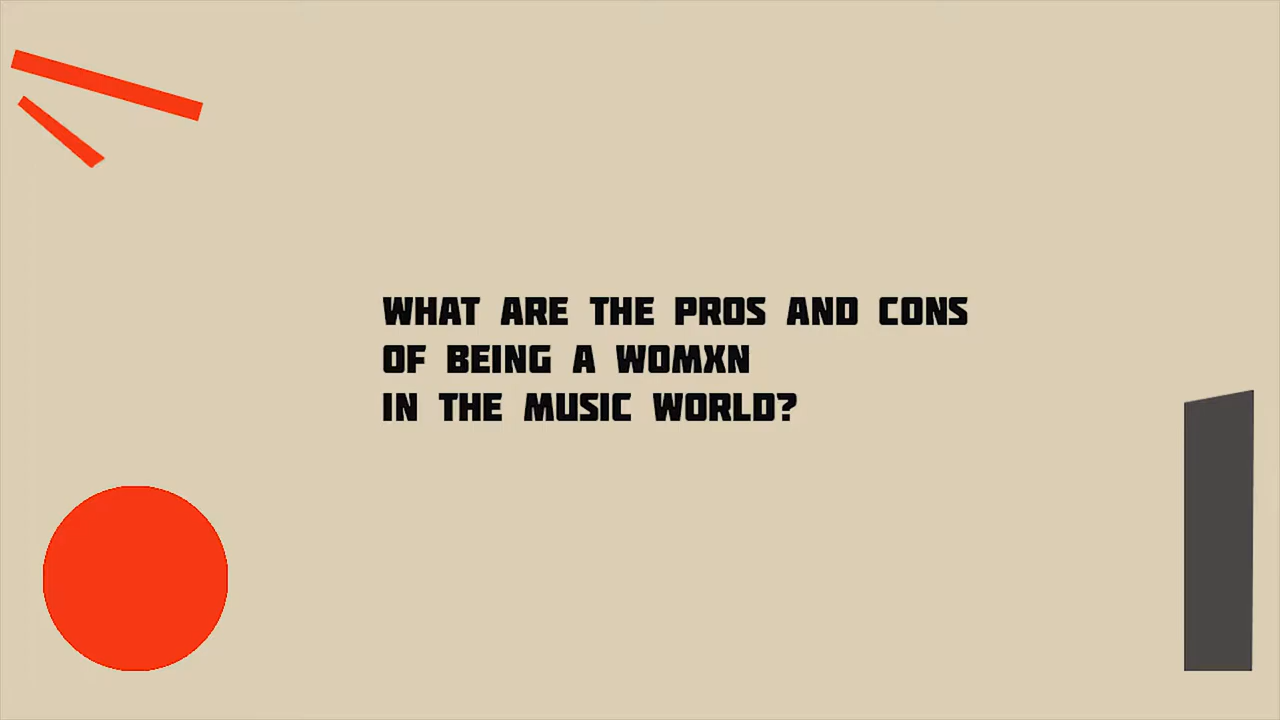 WHAT ARE THE PROS AND CONS
OF BEING A WOMXN
IN THE MUSIC WORLD?